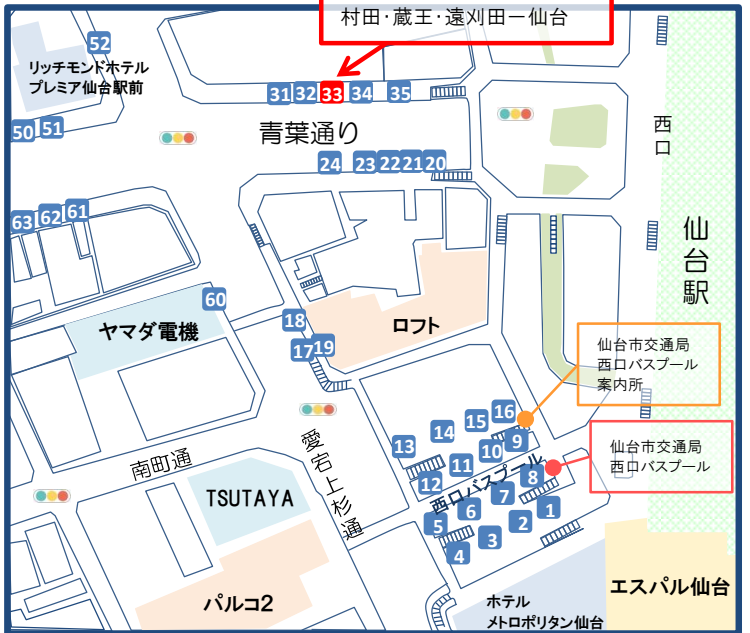 村田・蔵王・遠刈田ー仙台
52
リッチモンドホテル
プレミア仙台駅前
31 32 33 34 35
50 51
青葉通り
西口
24 23 22 21 20
63 62 61
仙台駅
60
ヤマダ電機
18
17 19
ロフト
仙台市交通局
西口バスプール
案内所
16
15
14
13
9
10
11
12
仙台市交通局
西口バスプール
西口バスプール
8
7
6
5
1
2
3
4
南町通
愛宕上杉通
TSUTAYA
パルコ2
ホテル
メトロポリタン仙台
エスパル仙台